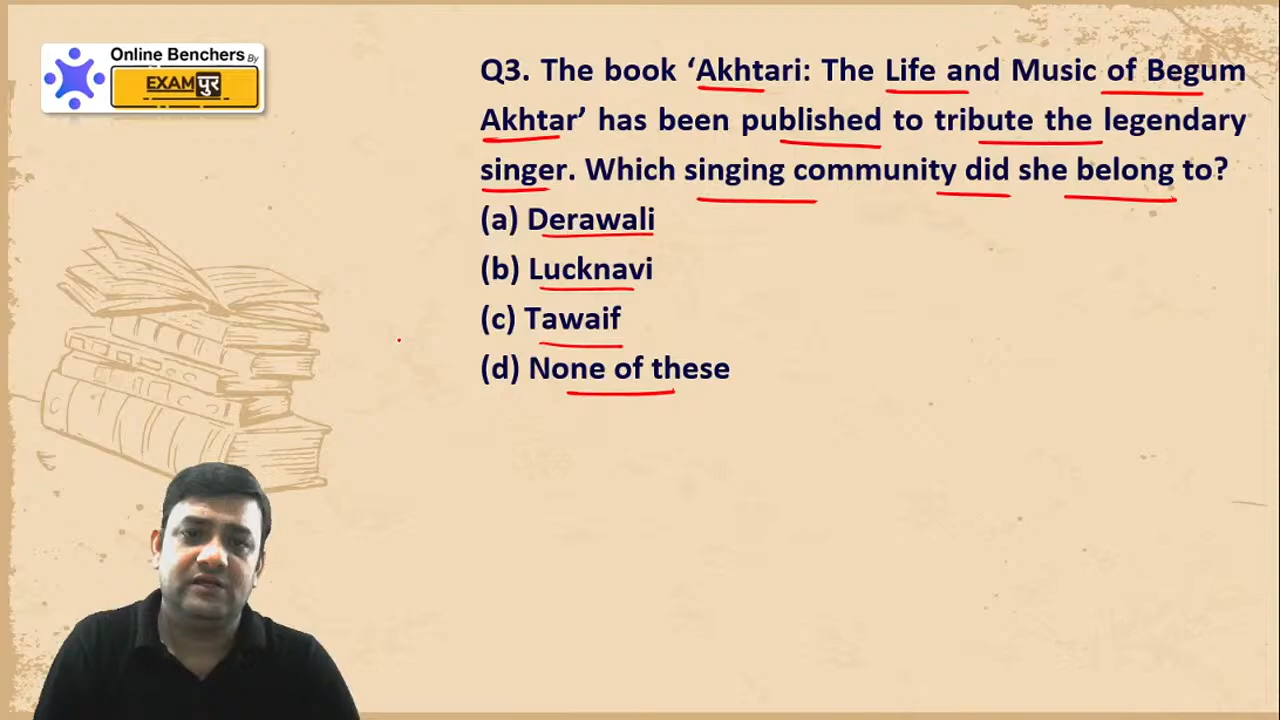 Online Benchers By
EXAMपुर
Q3. The book ‘Akhtari: The Life and Music of Begum
Akhtar’ has been published to tribute the legendary
singer. Which singing community did she belong to?
(a) Derawali
(b) Lucknavi
(c) Tawaif
(d) None of these